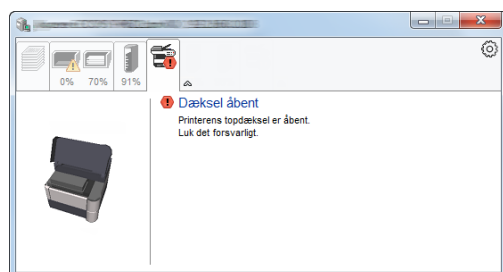 0% 70% 91%
Dæksel åbent
Printerens topdæksel er åbent.
Luk det forsvarligt.